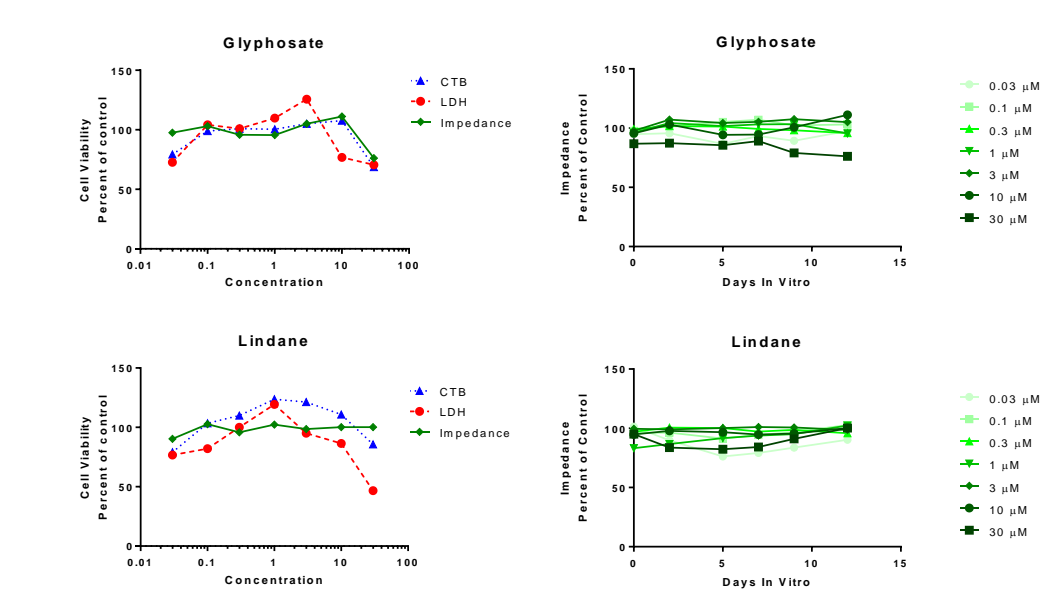 Glyphosate
150
100
50
0
Cell Viability
Percent of control
0.01 0.1 1 10 100
Concentration
CTB
LDH
Impedance
Glyphosate
150
100
50
0
Impedance
Percent of Control
0 5 10 15
Days In Vitro
0.03 μM
0.1 μM
0.3 μM
1 μM
3 μM
10 μM
30 μM
Lindane
150
100
50
0
Cell Viability
Percent of control
0.01 0.1 1 10 100
Concentration
CTB
LDH
Impedance
Lindane
150
100
50
0
Impedance
Percent of Control
0 5 10 15
Days In Vitro
0.03 μM
0.1 μM
0.3 μM
1 μM
3 μM
10 μM
30 μM